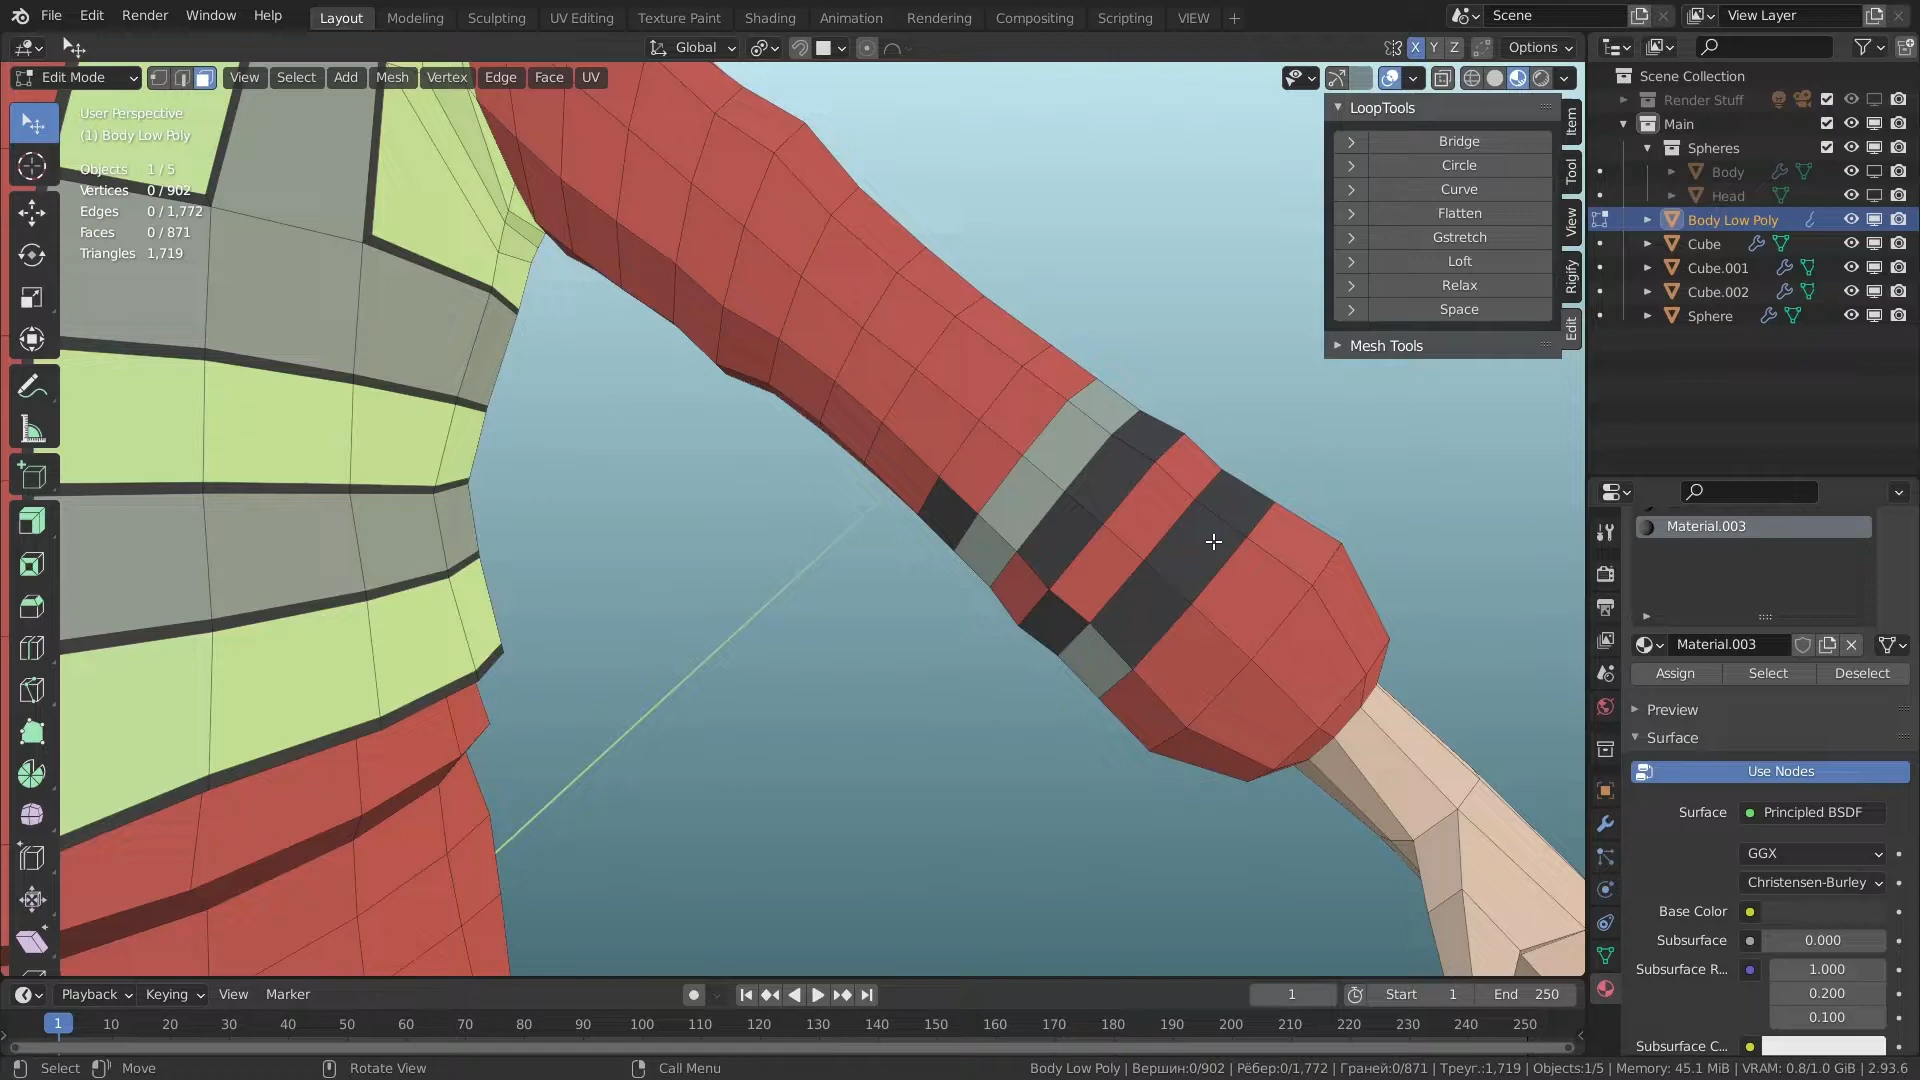 File Edit Render Window Help Layout Modeling Sculpting UV Editing Texture Paint Shading Animation Rendering Compositing Scripting VIEW + Scene View Layer
Global X Y Z Options
Edit Mode View Select Add Mesh Vertex Edge Face UV
User Perspective
(1) Body Low Poly
Objects 1 / 5
Vertices 0 / 902
Edges 0 / 1,772
Faces 0 / 871
Triangles 1,719
LoopTools
Bridge
Circle
Curve
Flatten
Gstretch
Loft
Relax
Space
Mesh Tools
Item
Tool
View
Rigify
Edit
Scene Collection
Render Stuff
Main
Spheres
Body
Head
Body Low Poly
Cube
Cube.001
Cube.002
Sphere
Material.003
Material.003
Assign Select Deselect
Preview
Surface
Use Nodes
Surface Principled BSDF
GGX
Christensen-Burley
Base Color
Subsurface 0.000
Subsurface R... 1.000
0.200
0.100
Subsurface C...
Playback Keying View Marker 1 Start 1 End 250
1 10 20 30 40 50 60 70 80 90 100 110 120 130 140 150 160 170 180 190 200 210 220 230 240 250
Select Move Rotate View Call Menu Body Low Poly | Вершин:0/902 | Рёбер:0/1,772 | Граней:0/871 | Треуг.:1,719 | Objects:1/5 | Memory: 45.1 MiB | VRAM: 0.8/1.0 GiB | 2.93.6